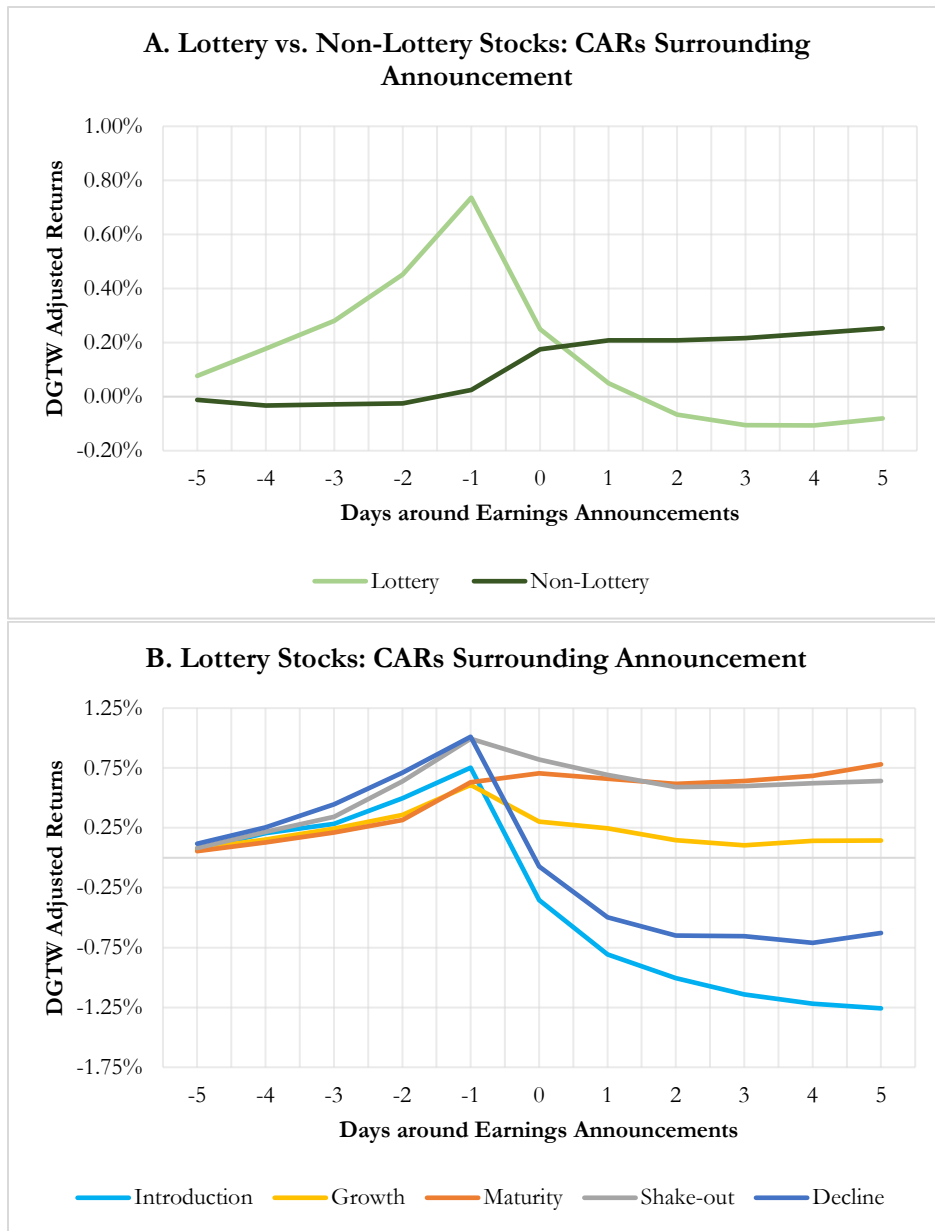 A. Lottery vs. Non-Lottery Stocks: CARs Surrounding
Announcement
DGTW Adjusted Returns
1.00%
0.80%
0.60%
0.40%
0.20%
0.00%
-0.20%
-5 -4 -3 -2 -1 0 1 2 3 4 5
Days around Earnings Announcements
Lottery Non-Lottery
B. Lottery Stocks: CARs Surrounding Announcement
DGTW Adjusted Returns
1.25%
0.75%
0.25%
-0.25%
-0.75%
-1.25%
-1.75%
-5 -4 -3 -2 -1 0 1 2 3 4 5
Days around Earnings Announcements
Introduction Growth Maturity Shake-out Decline